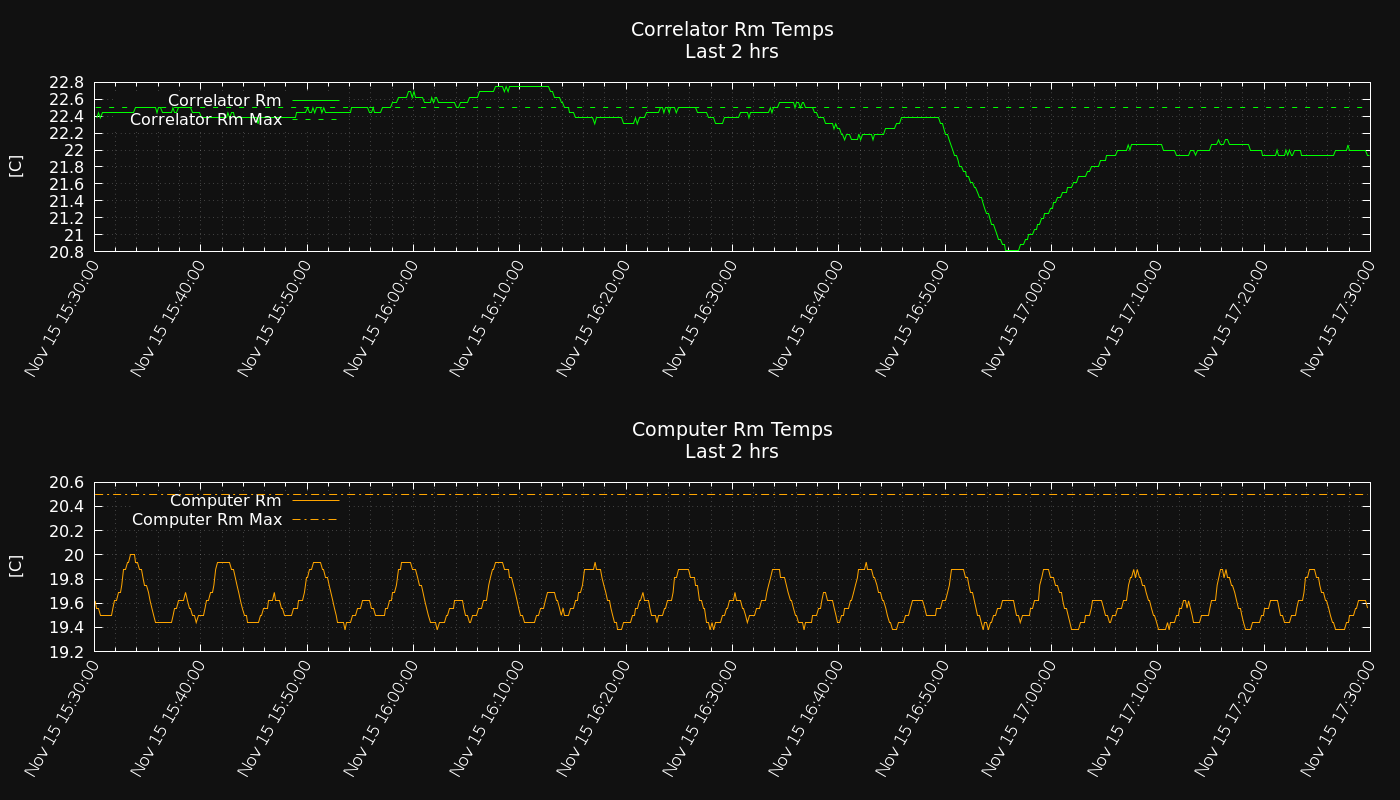 Correlator Rm Temps
Last 2 hrs
22.8
22.6
22.4
22.2
22
21.8
21.6
21.4
21.2
21
20.8
[C]
Correlator Rm
Correlator Rm Max
Nov 15 15:30:00
Nov 15 15:40:00
Nov 15 15:50:00
Nov 15 16:00:00
Nov 15 16:10:00
Nov 15 16:20:00
Nov 15 16:30:00
Nov 15 16:40:00
Nov 15 16:50:00
Nov 15 17:00:00
Nov 15 17:10:00
Nov 15 17:20:00
Nov 15 17:30:00
Computer Rm Temps
Last 2 hrs
20.6
20.4
20.2
20
19.8
19.6
19.4
19.2
[C]
Computer Rm
Computer Rm Max
Nov 15 15:30:00
Nov 15 15:40:00
Nov 15 15:50:00
Nov 15 16:00:00
Nov 15 16:10:00
Nov 15 16:20:00
Nov 15 16:30:00
Nov 15 16:40:00
Nov 15 16:50:00
Nov 15 17:00:00
Nov 15 17:10:00
Nov 15 17:20:00
Nov 15 17:30:00